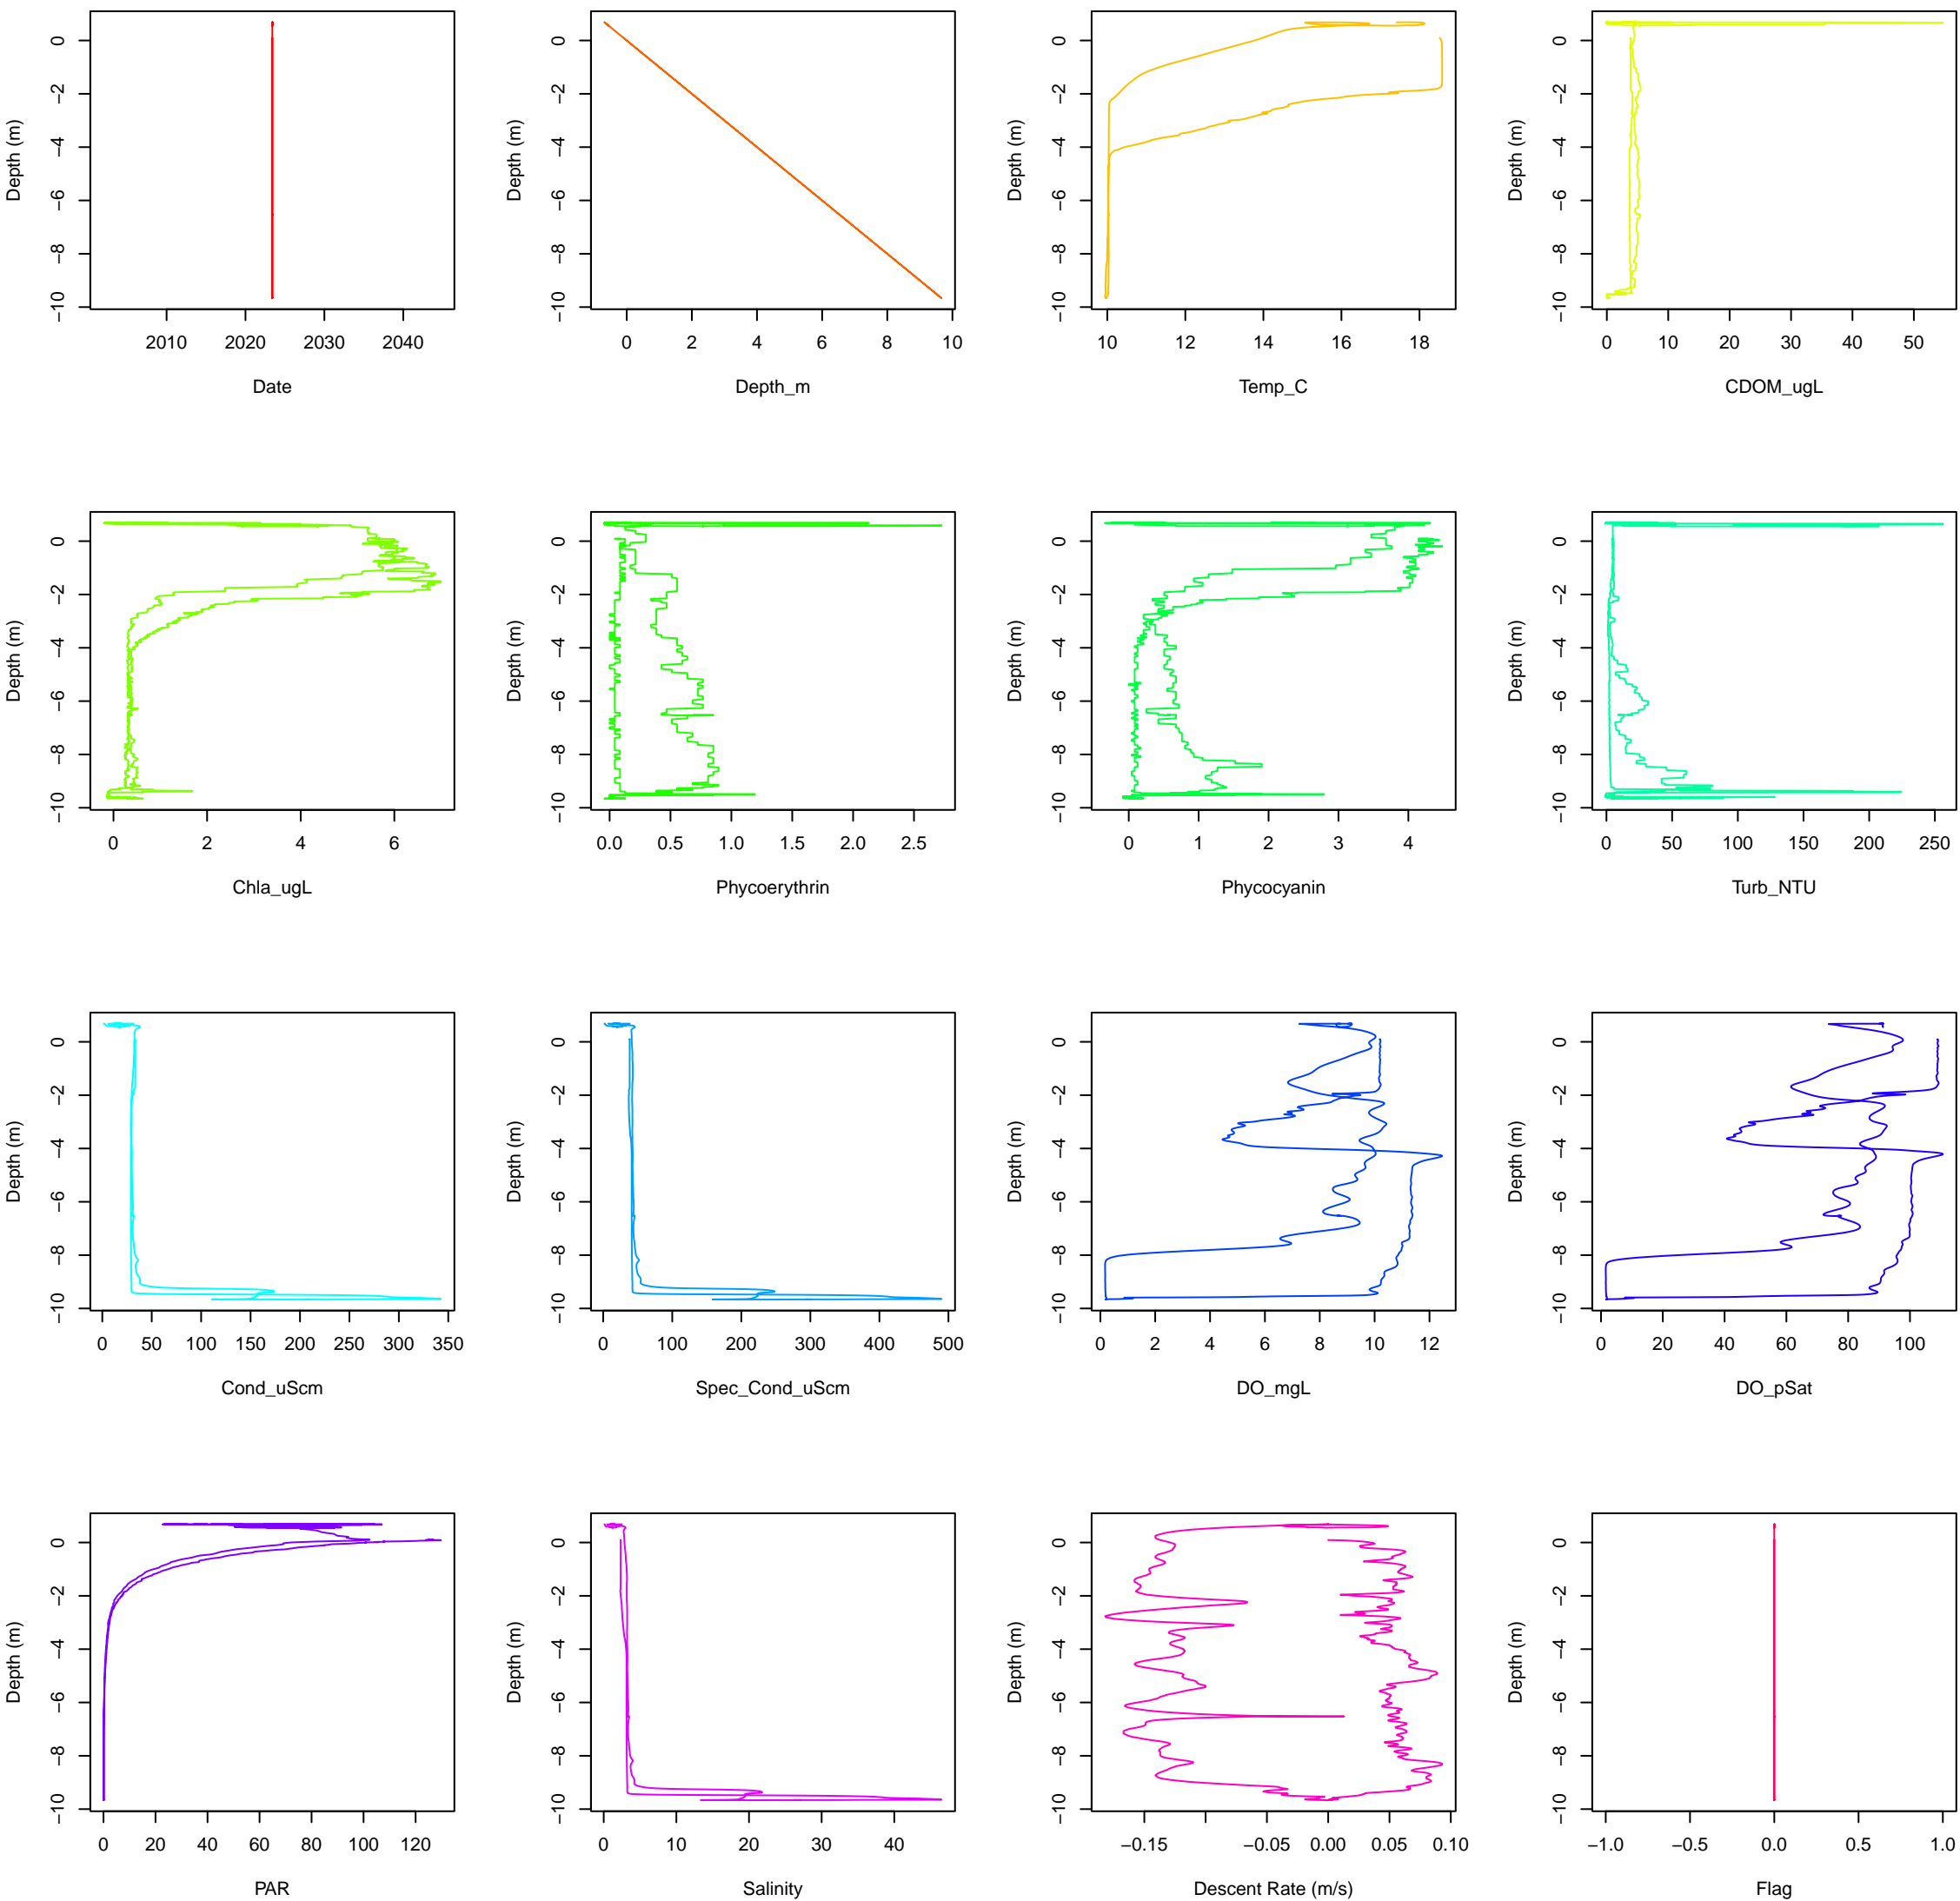 Depth (m)
0
−2
−4
−6
−8
−10
2010 2020 2030 2040
Date
Depth (m)
0
−2
−4
−6
−8
−10
0 2 4 6 8 10
Depth_m
Depth (m)
0
−2
−4
−6
−8
−10
10 12 14 16 18
Temp_C
Depth (m)
0
−2
−4
−6
−8
−10
0 10 20 30 40 50
CDOM_ugL
Depth (m)
0
−2
−4
−6
−8
−10
0 2 4 6
Chla_ugL
Depth (m)
0
−2
−4
−6
−8
−10
0.0 0.5 1.0 1.5 2.0 2.5
Phycoerythrin
Depth (m)
0
−2
−4
−6
−8
−10
0 1 2 3 4
Phycocyanin
Depth (m)
0
−2
−4
−6
−8
−10
0 50 100 150 200 250
Turb_NTU
Depth (m)
0
−2
−4
−6
−8
−10
0 50 100 150 200 250 300 350
Cond_uScm
Depth (m)
0
−2
−4
−6
−8
−10
0 100 200 300 400 500
Spec_Cond_uScm
Depth (m)
0
−2
−4
−6
−8
−10
0 2 4 6 8 10 12
DO_mgL
Depth (m)
0
−2
−4
−6
−8
−10
0 20 40 60 80 100
DO_pSat
Depth (m)
0
−2
−4
−6
−8
−10
0 20 40 60 80 100 120
PAR
Depth (m)
0
−2
−4
−6
−8
−10
0 10 20 30 40
Salinity
Depth (m)
0
−2
−4
−6
−8
−10
−0.15 −0.05 0.00 0.05 0.10
Descent Rate (m/s)
Depth (m)
0
−2
−4
−6
−8
−10
−1.0 −0.5 0.0 0.5 1.0
Flag